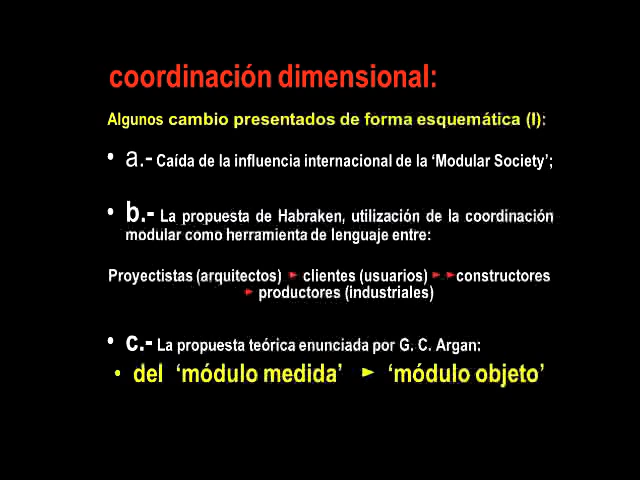 coordinación dimensional:
Algunos cambio presentados de forma esquemática (I):
• a.- Caída de la influencia internacional de la ‘Modular Society’;
• b.- La propuesta de Habraken, utilización de la coordinación
modular como herramienta de lenguaje entre:
Proyectistas (arquitectos) ► clientes (usuarios) ► ►constructores
► productores (industriales)
• c.- La propuesta teórica enunciada por G. C. Argan:
• del ‘módulo medida’ ► ‘módulo objeto’